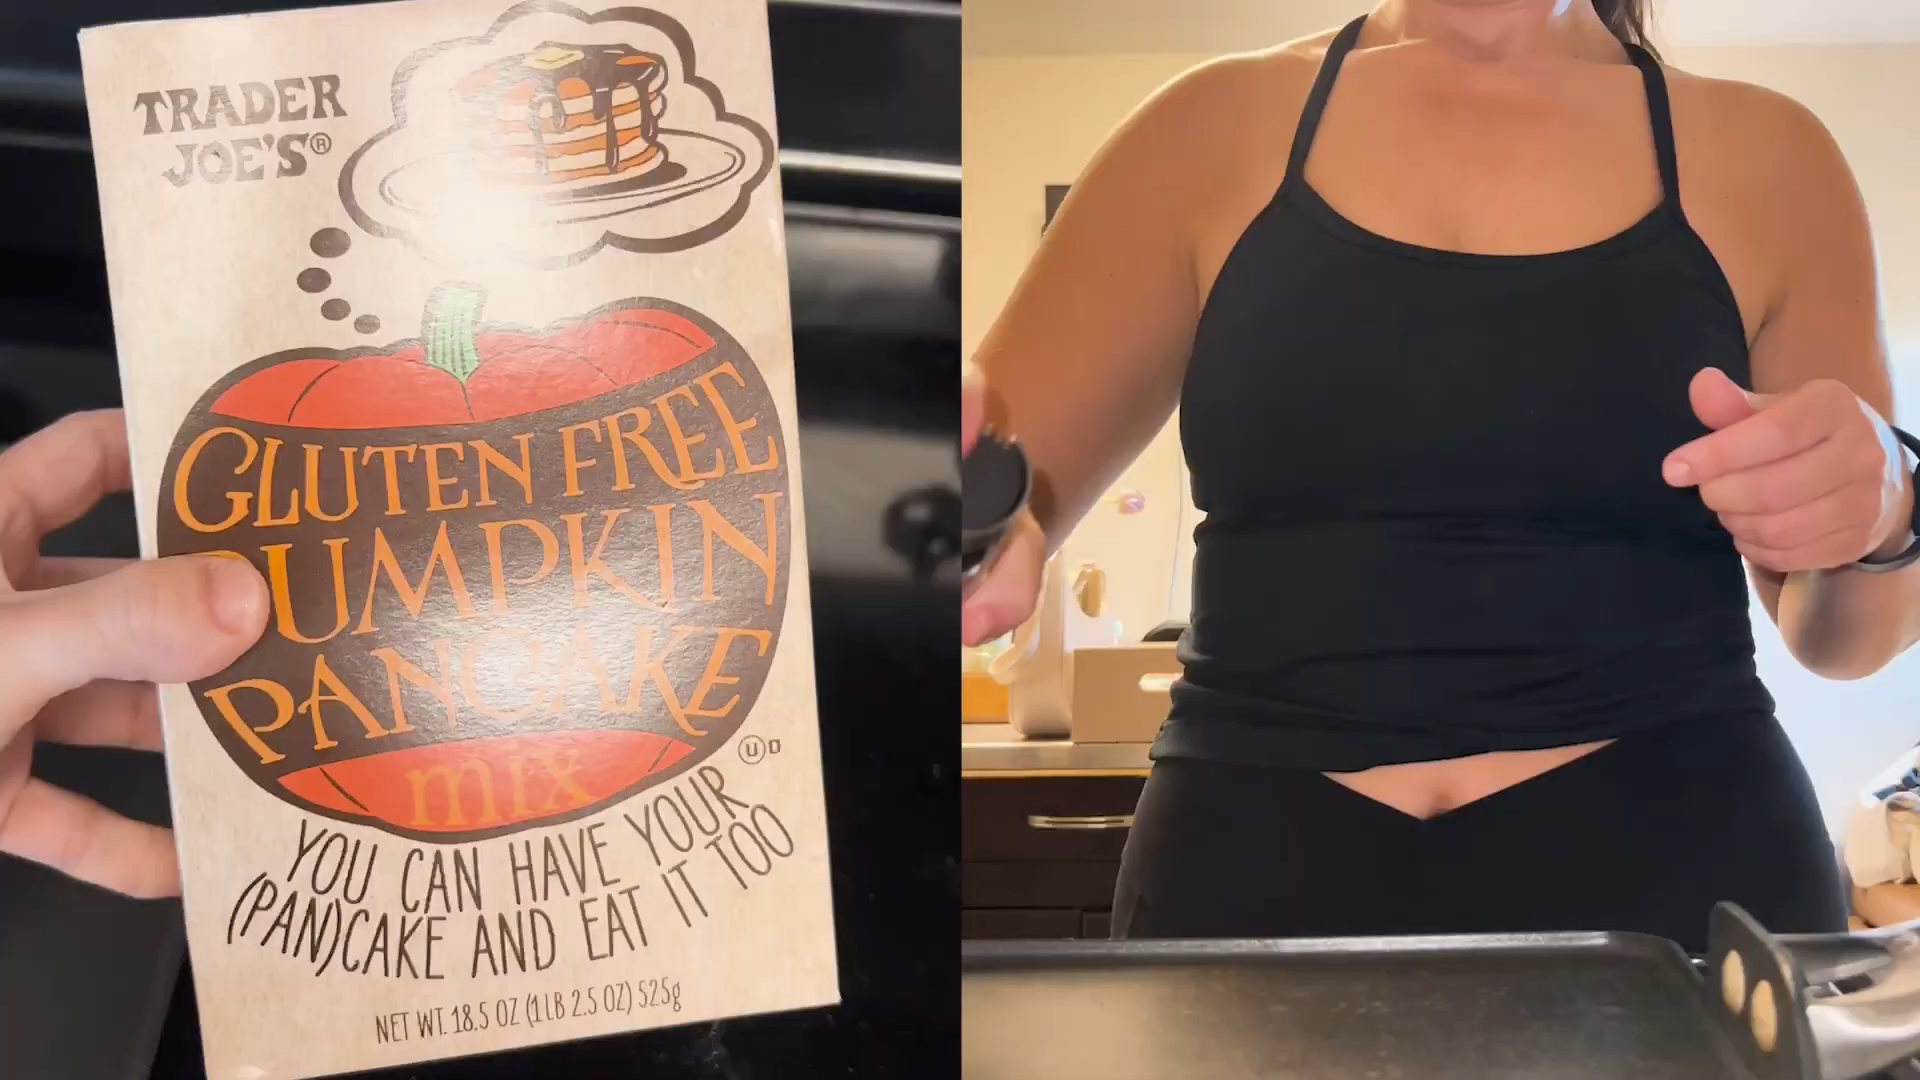 TRADER
JOE'S®
GLUTEN FREE
PUMPKIN
PANCAKE
mix
U D
YOU CAN HAVE YOUR
(PAN)CAKE AND EAT IT TOO
NET WT. 18.5 OZ (1 LB 2.5 OZ) 525g